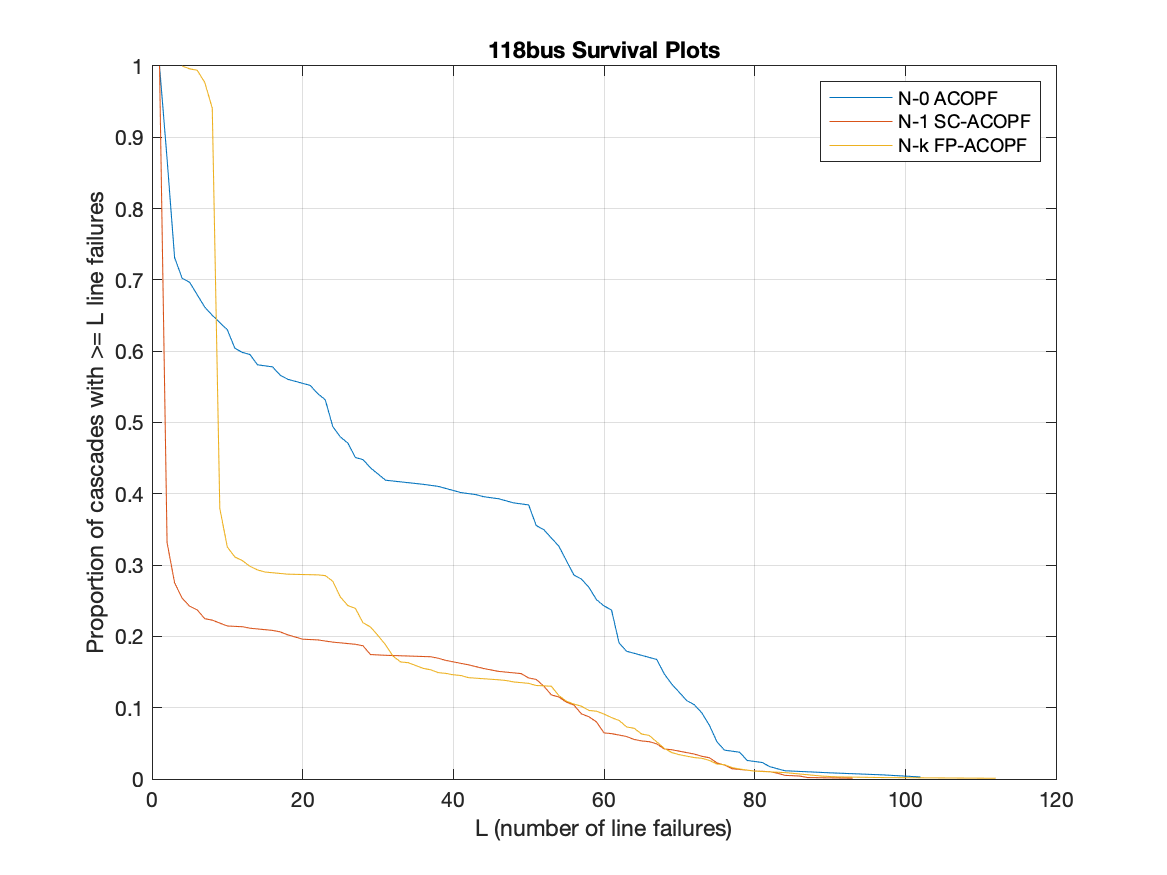 118bus Survival Plots
N-0 ACOPF
N-1 SC-ACOPF
N-k FP-ACOPF
Proportion of cascades with >= L line failures
1
0.9
0.8
0.7
0.6
0.5
0.4
0.3
0.2
0.1
0
0 20 40 60 80 100 120
L (number of line failures)